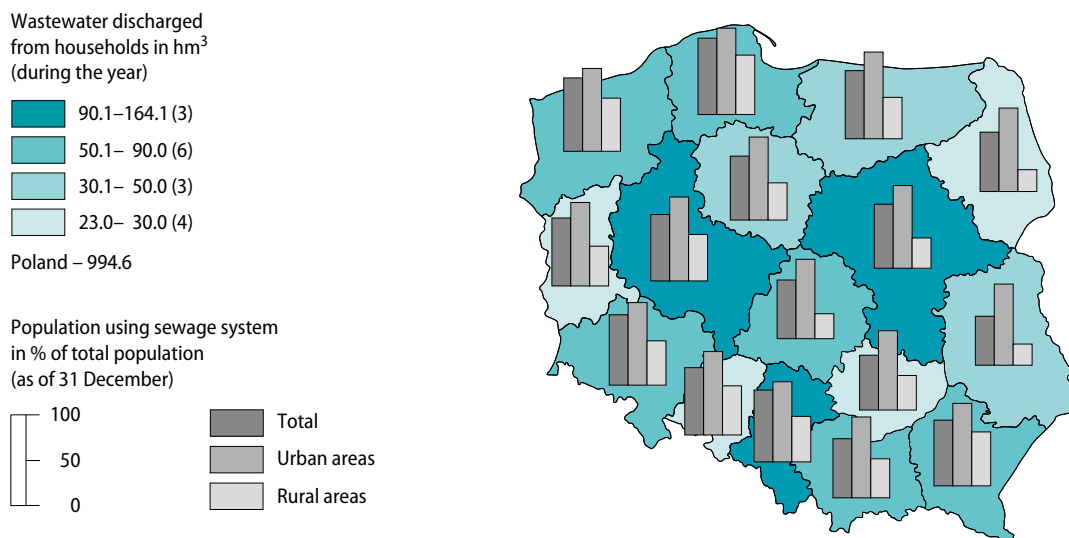 Wastewater discharged
from households in hm³
(during the year)
90.1–164.1 (3)
50.1– 90.0 (6)
30.1– 50.0 (3)
23.0– 30.0 (4)
Poland – 994.6
Population using sewage system
in % of total population
(as of 31 December)
100
50
0
Total
Urban areas
Rural areas